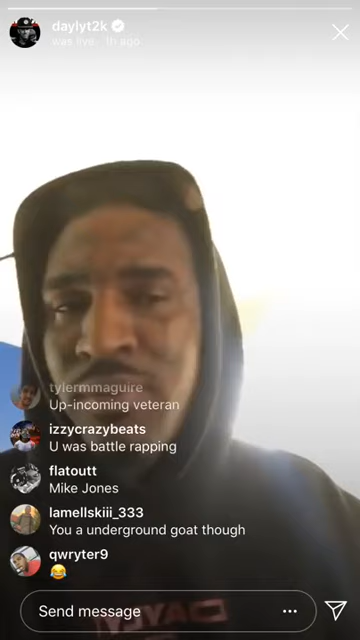 daylyt2k
was live · 1h ago
tylermmaguire
Up-incoming veteran
izzycrazybeats
U was battle rapping
flatoutt
Mike Jones
lamellskiii_333
You a underground goat though
qwryter9
😂
Send message